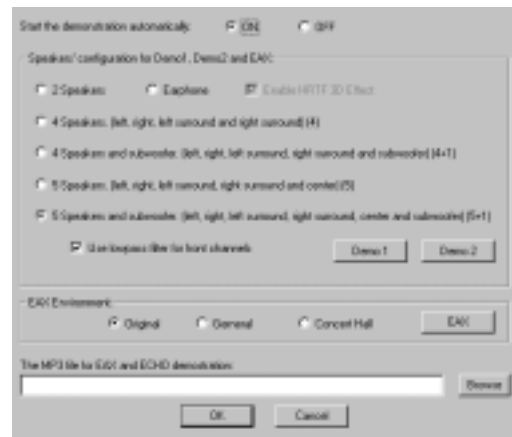 Start the demonstration automatically: ON OFF
Speakers' configuration for Demo1, Demo2 and EAX:
2 Speakers Earphone Enable HRTF 3D Effect
4 Speakers. (left, right, left surround and right surround) (4)
4 Speakers and subwoofer. (left, right, left surround, right surround and subwoofer) (4+1)
5 Speakers. (left, right, left surround, right surround and center) (5)
5 Speakers and subwoofer. (left, right, left surround, right surround, center and subwoofer) (5+1)
Use lowpass filter for front channels Demo 1 Demo 2
EAX Environment:
Original General Concert Hall EAX
The MP3 file for EAX and ECHO demonstration:
Browse
OK Cancel